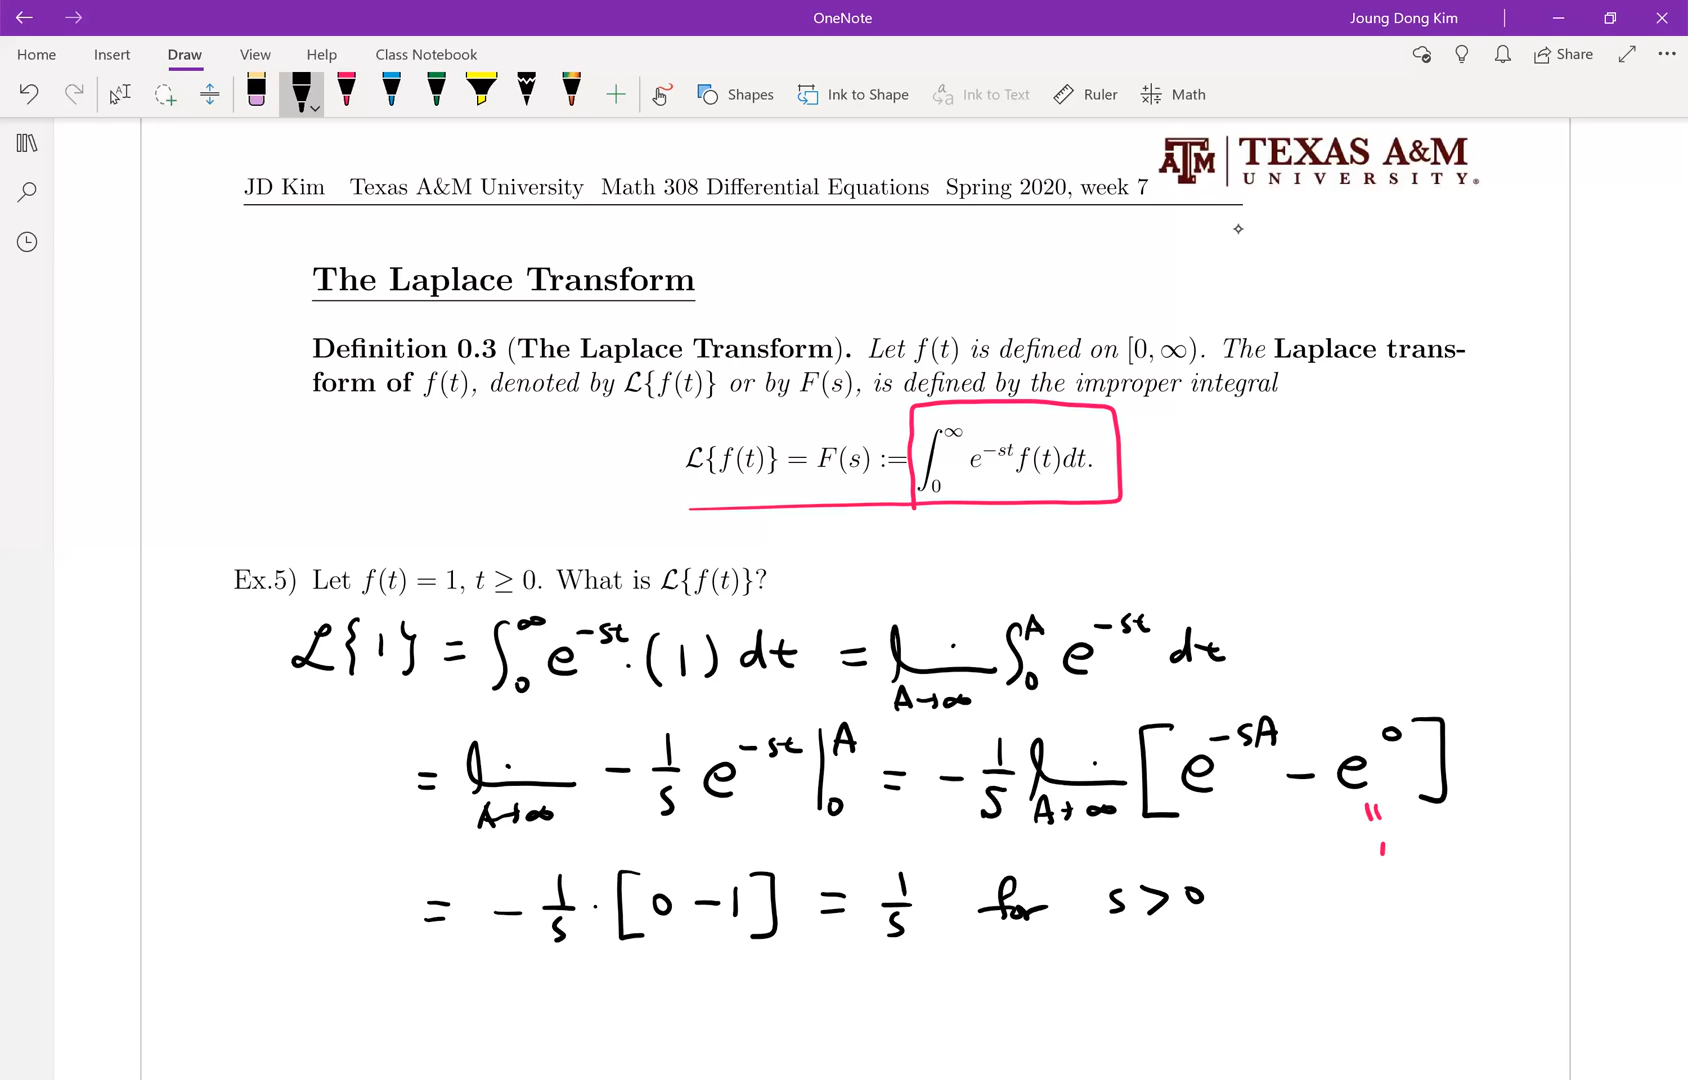 OneNote
Joung Dong Kim
Home Insert Draw View Help Class Notebook
Share
Shapes Ink to Shape Ink to Text Ruler Math
ĀM | TEXAS A&M UNIVERSITY®
JD Kim Texas A&M University Math 308 Differential Equations Spring 2020, week 7
The Laplace Transform
Definition 0.3 (The Laplace Transform). Let f(t) is defined on [0, ∞). The Laplace trans-
form of f(t), denoted by ℒ{f(t)} or by F(s), is defined by the improper integral
ℒ{f(t)} = F(s) := ∫_0^∞ e^{-st} f(t)dt.
Ex.5) Let f(t) = 1, t ≥ 0. What is ℒ{f(t)}?
ℒ{1} = ∫_0^∞ e^{-st} · (1) dt = lim_{A→∞} ∫_0^A e^{-st} dt
= lim_{A→∞} - 1/s e^{-st} |_0^A = - 1/s lim_{A→∞} [e^{-sA} - e^0]
"
1
= - 1/s · [0 - 1] = 1/s for s > 0